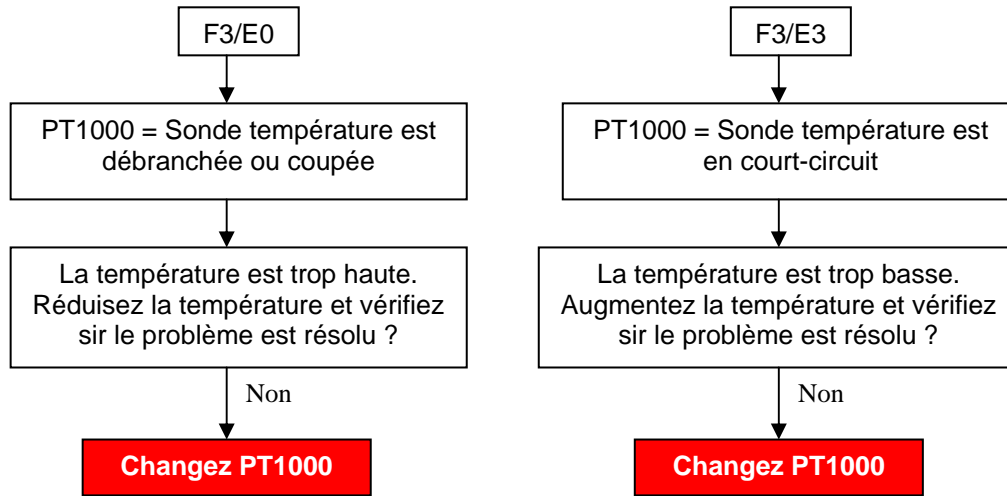 F3/E0
PT1000 = Sonde température est
débranchée ou coupée
La température est trop haute.
Réduisez la température et vérifiez
sir le problème est résolu ?
Non
Changez PT1000
F3/E3
PT1000 = Sonde température est
en court-circuit
La température est trop basse.
Augmentez la température et vérifiez
sir le problème est résolu ?
Non
Changez PT1000